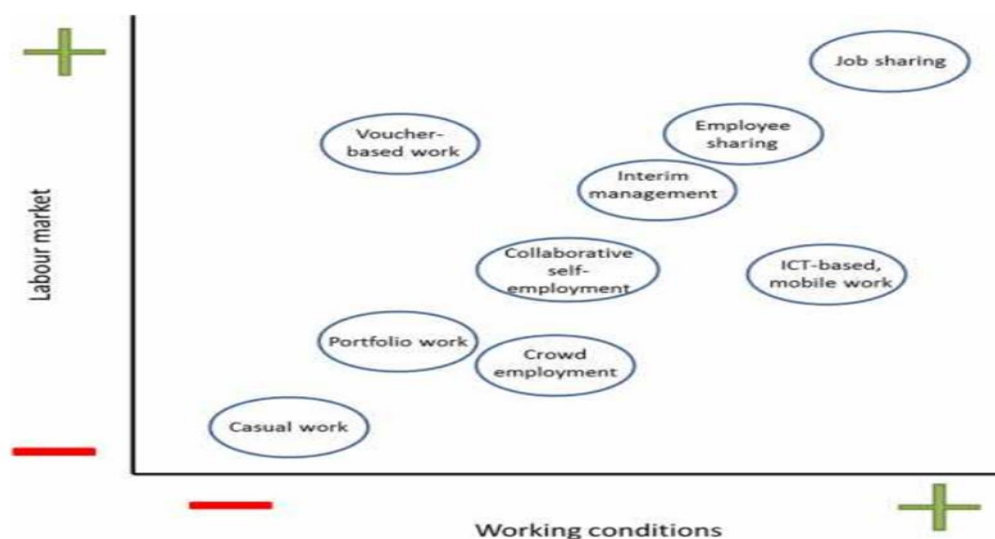 Job sharing
Employee
sharing
Voucher-
based work
Interim
management
Collaborative
self-
employment
ICT-based,
mobile work
Portfolio work
Crowd
employment
Casual work
Labour market
Working conditions